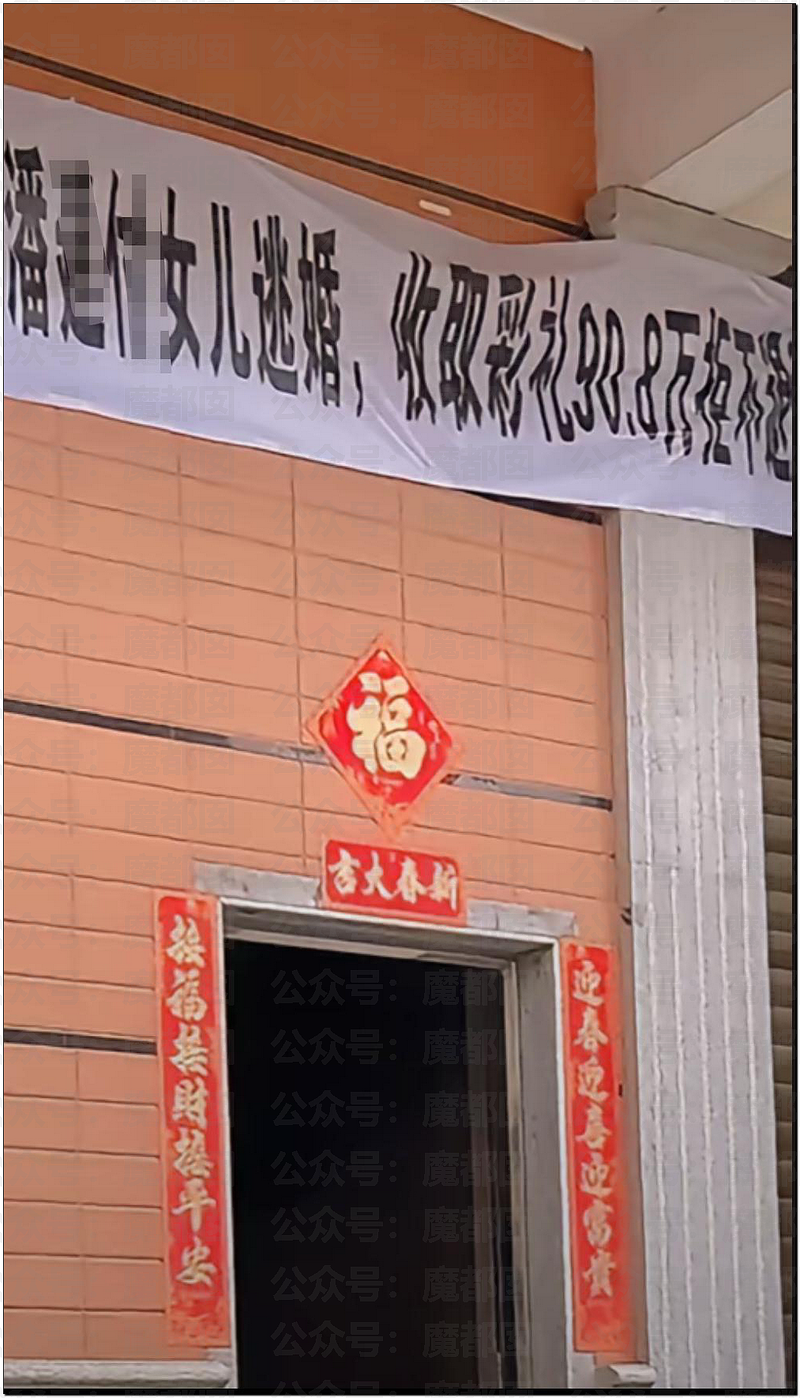 潘 女儿逃婚，收取彩礼90.8万拒不退
福
新春大吉
迎春迎喜迎富贵
接福接财接平安
公众号：魔都囡